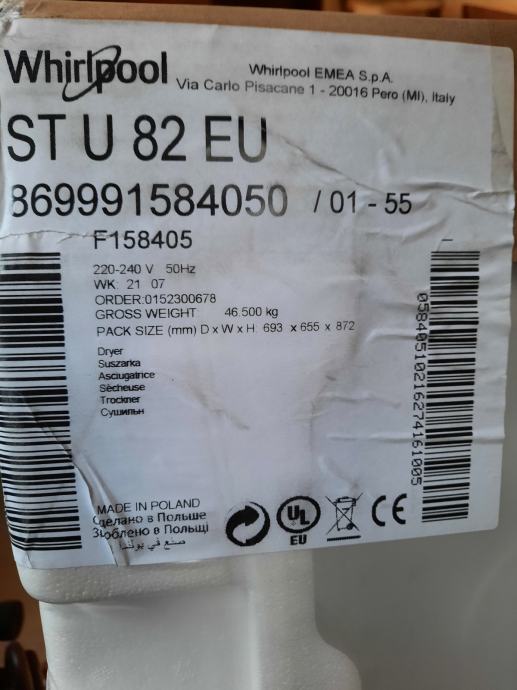 Whirlpool
Whirlpool EMEA S.p.A.
Via Carlo Pisacane 1 - 20016 Pero (MI), Italy
ST U 82 EU
869991584050 / 01 - 55
F158405
220-240 V 50Hz
WK: 21 07
ORDER:0152300678
GROSS WEIGHT 46.500 kg
PACK SIZE (mm) D x W x H: 693 x 655 x 872
Dryer
Suszarka
Asciugatrice
Sécheuse
Trockner
Сушильн
05840510216274161005
MADE IN POLAND
Сделано в Польше
Зроблено в Польщі
صنع في بولندا
UL
EU
CE